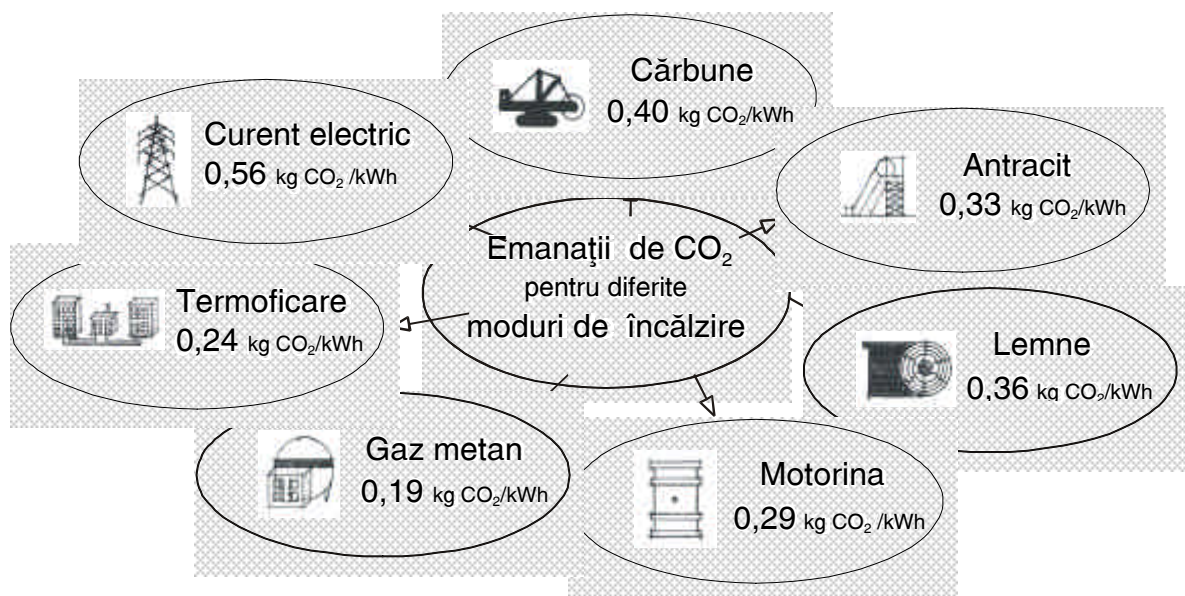 Cărbune
0,40 kg CO₂/kWh
Curent electric
0,56 kg CO₂ /kWh
Antracit
0,33 kg CO₂/kWh
Emanaţii de CO₂
pentru diferite
moduri de încălzire
Termoficare
0,24 kg CO₂/kWh
Lemne
0,36 kg CO₂/kWh
Gaz metan
0,19 kg CO₂/kWh
Motorina
0,29 kg CO₂ /kWh